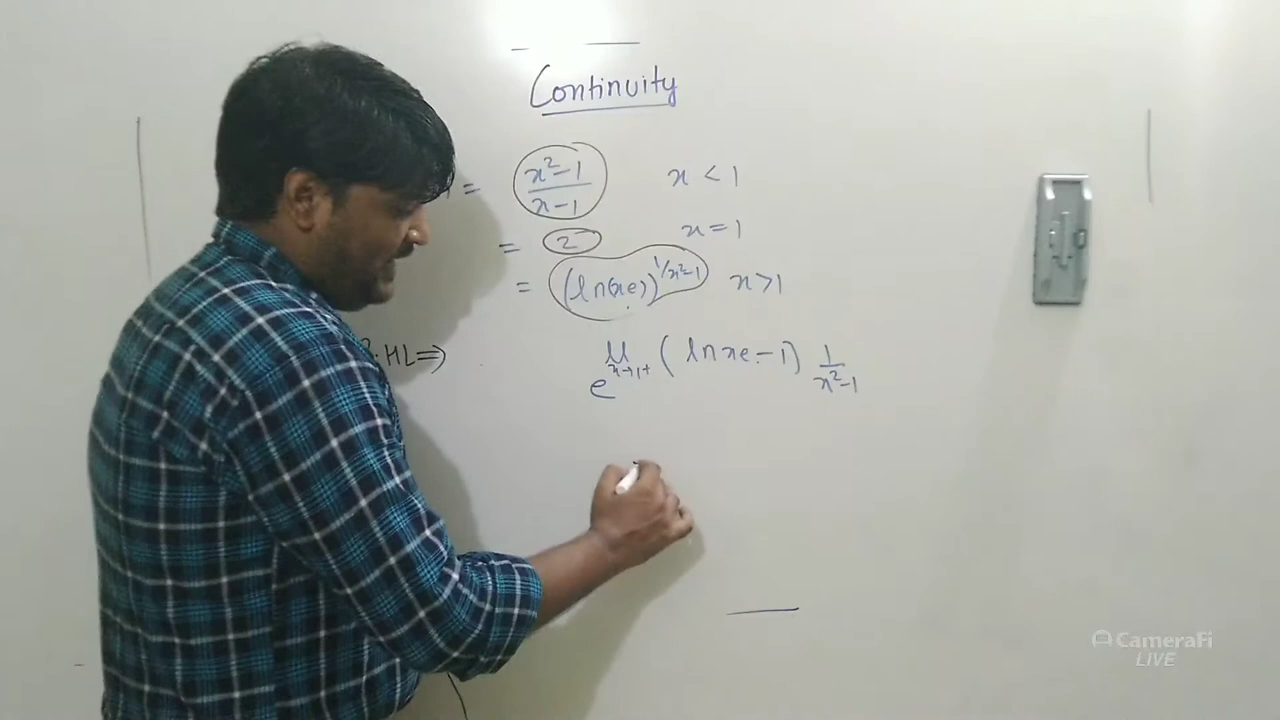 Continuity
= x²-1/x-1 x < 1
= 2 x = 1
= (ln(xe))^1/x²-1 x > 1
HL ⇒ e^lt x→1+ (ln xe - 1) 1/x²-1
CameraFi
LIVE